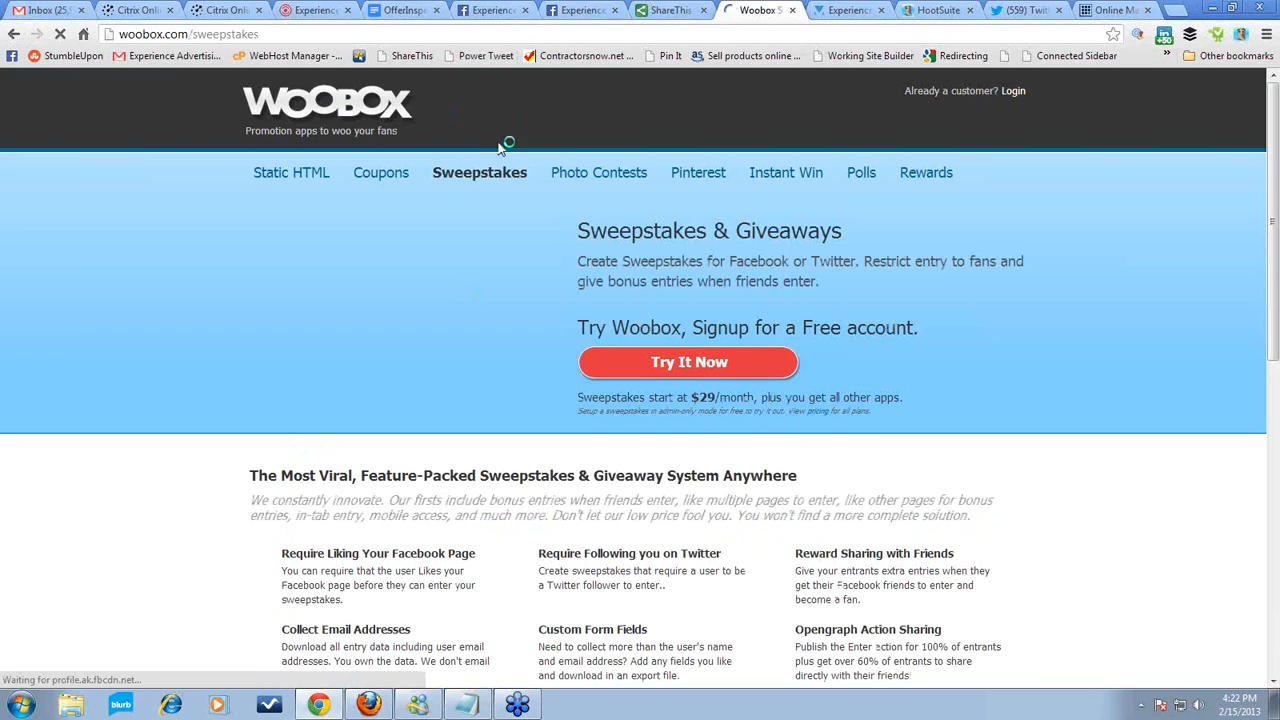 Inbox (25,5
Citrix Onli
Citrix Onli
Experience
OfferInspe
Experience
Experience
ShareThis
Woobox S
Experience
HootSuite
(559) Twitt
Online Ma
woobox.com/sweepstakes
StumbleUpon
Experience Advertisi...
WebHost Manager -...
ShareThis
Power Tweet
Contractorsnow.net ...
Pin It
Sell products online ...
Working Site Builder
Redirecting
Connected Sidebar
»
Other bookmarks
WOOBOX
Promotion apps to woo your fans
Already a customer? Login
Static HTML
Coupons
Sweepstakes
Photo Contests
Pinterest
Instant Win
Polls
Rewards
Sweepstakes & Giveaways
Create Sweepstakes for Facebook or Twitter. Restrict entry to fans and
give bonus entries when friends enter.
Try Woobox, Signup for a Free account.
Try It Now
Sweepstakes start at $29/month, plus you get all other apps.
Setup a sweepstakes in admin-only mode for free to try it out. View pricing for all plans.
The Most Viral, Feature-Packed Sweepstakes & Giveaway System Anywhere
We constantly innovate. Our firsts include bonus entries when friends enter, like multiple pages to enter, like other pages for bonus
entries, in-tab entry, mobile access, and much more. Don't let our low price fool you. You won't find a more complete solution.
Require Liking Your Facebook Page
You can require that the user Likes your
Facebook page before they can enter your
sweepstakes.
Require Following you on Twitter
Create sweepstakes that require a user to be
a Twitter follower to enter..
Reward Sharing with Friends
Give your entrants extra entries when they
get their Facebook friends to enter and
become a fan.
Collect Email Addresses
Download all entry data including user email
addresses. You own the data. We don't email
Custom Form Fields
Need to collect more than the user's name
and email address? Add any fields you like
and download in an export file.
Opengraph Action Sharing
Publish the Enter action for 100% of entrants
plus get over 60% of entrants to share
directly with their friends!
Waiting for profile.ak.fbcdn.net...
blurb
4:22 PM
2/15/2013